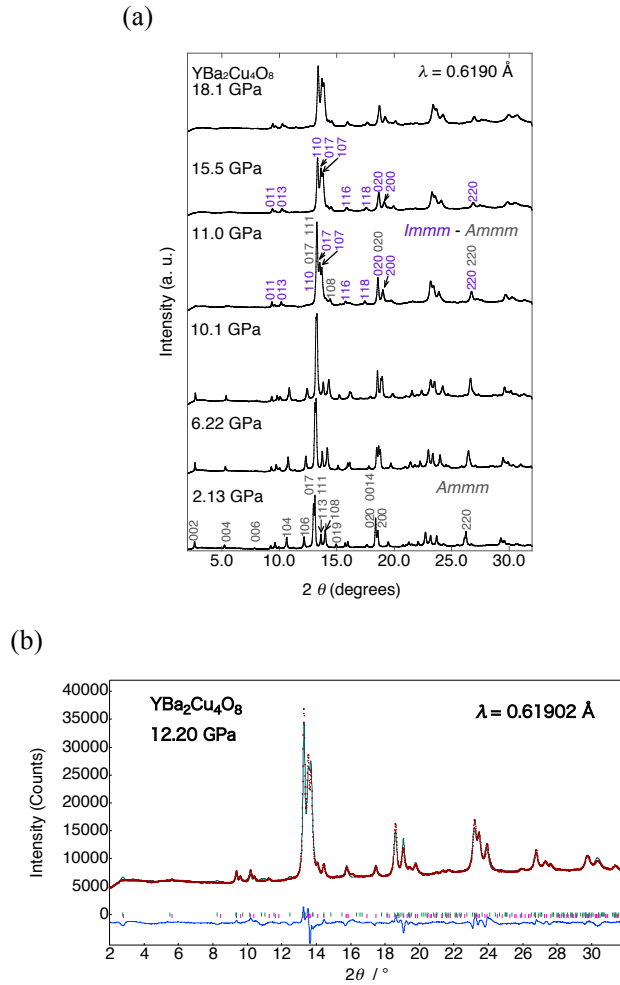 (a)
YBa2Cu4O8
λ = 0.6190 Å
18.1 GPa
15.5 GPa
011
013
110
017
107
116
118
020
200
220
11.0 GPa
Immm - Ammm
011
013
110
017 111
017
107
108
116
118
020 020
200
220 220
10.1 GPa
6.22 GPa
2.13 GPa
Ammm
002
004
006
104
106
017
113 111
108
019
020 0014
200
220
Intensity (a. u.)
5.0 10.0 15.0 20.0 25.0 30.0
2 θ (degrees)
(b)
YBa2Cu4O8
12.20 GPa
λ = 0.61902 Å
Intensity (Counts)
40000
35000
30000
25000
20000
15000
10000
5000
0
2 4 6 8 10 12 14 16 18 20 22 24 26 28 30
2θ / °